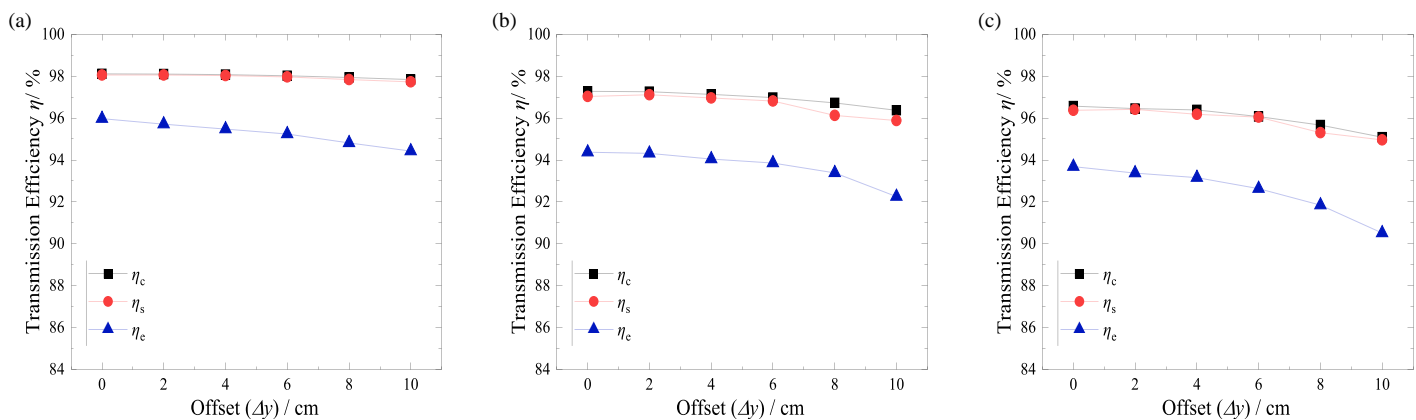 (a)
Transmission Efficiency η/ %
100
98
96
94
92
90
88
86
84
ηc
ηs
ηe
0 2 4 6 8 10
Offset (Δy) / cm
(b)
Transmission Efficiency η/ %
100
98
96
94
92
90
88
86
84
ηc
ηs
ηe
0 2 4 6 8 10
Offset (Δy) / cm
(c)
Transmission Efficiency η/ %
100
98
96
94
92
90
88
86
84
ηc
ηs
ηe
0 2 4 6 8 10
Offset (Δy) / cm